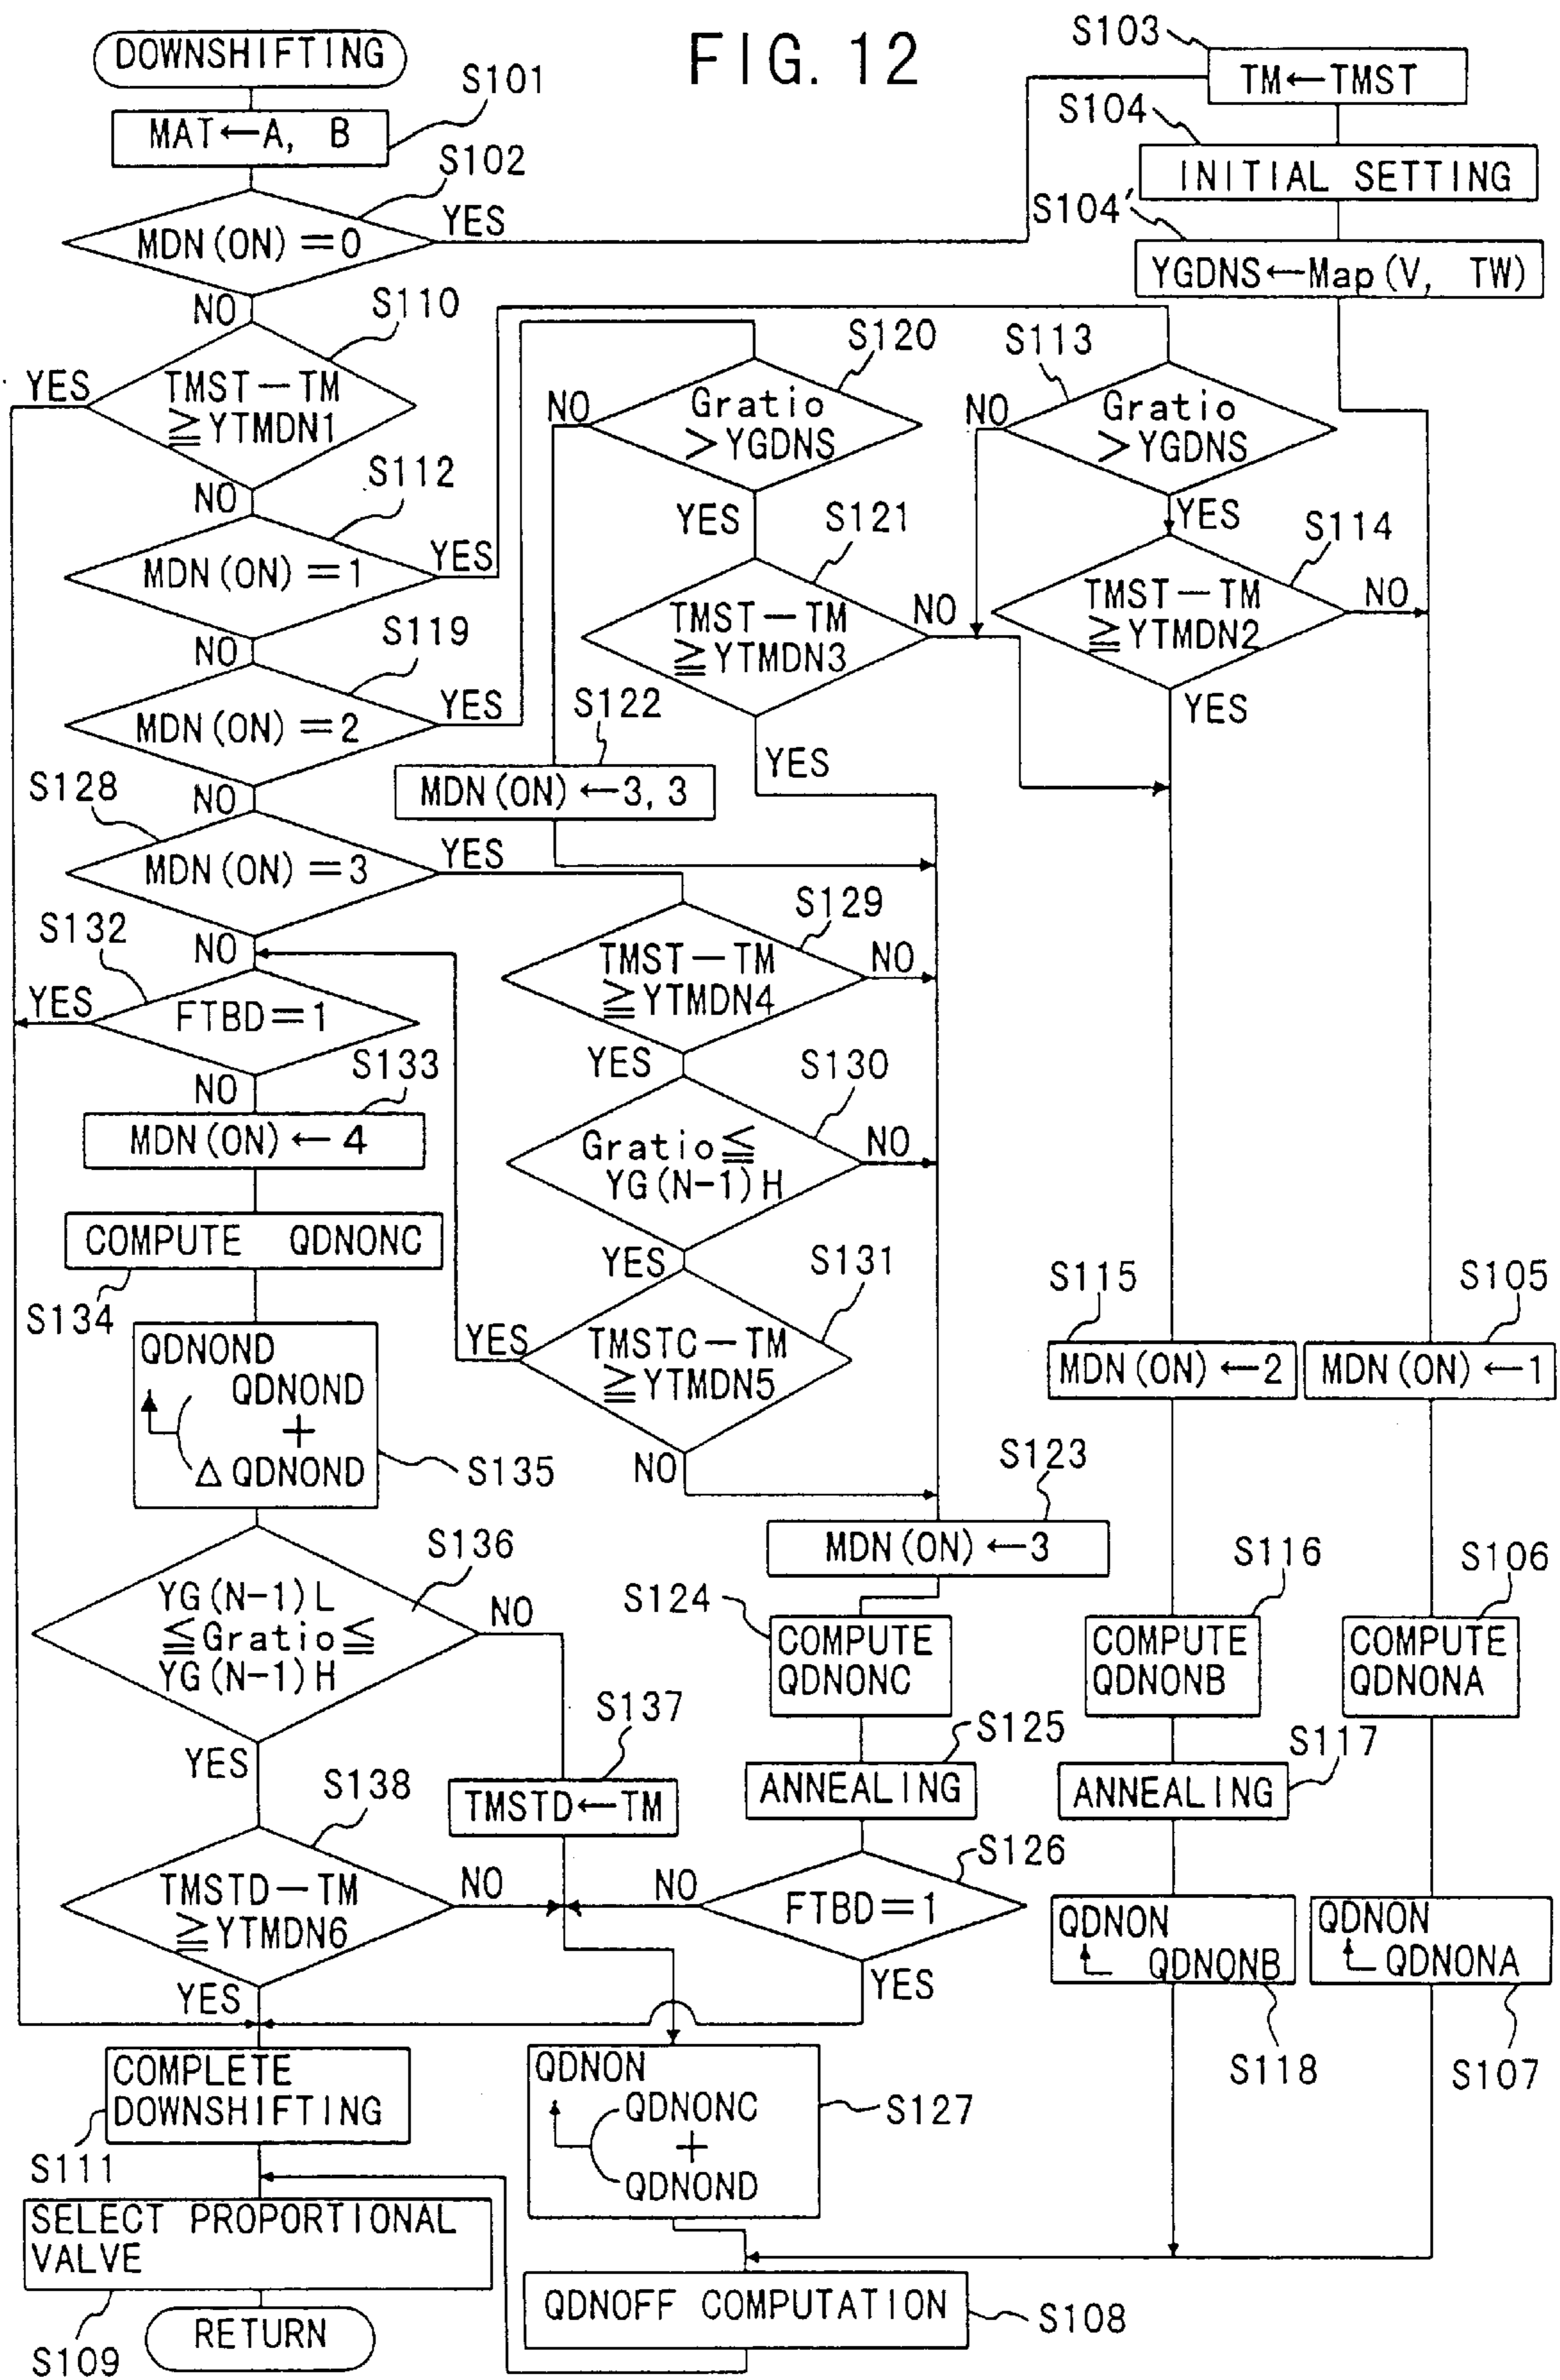 FIG. 12
DOWNSHIFTING
S101
MAT←A, B
S102
MDN(ON)=0
YES
NO
S103
TM←TMST
S104
INITIAL SETTING
S104'
YGDNS←Map(V, TW)
S110
YES
TMST－TM
≧YTMDN1
NO
S112
MDN(ON)=1
YES
NO
S119
MDN(ON)=2
YES
NO
S128
MDN(ON)=3
YES
NO
S132
YES
FTBD=1
NO
S133
MDN(ON)←4
COMPUTE QDNONC
S134
QDNOND
QDNOND
+
△QDNOND
S135
S136
YG(N-1)L
≦Gratio≦
YG(N-1)H
NO
YES
S137
TMSTD←TM
S138
TMSTD－TM
≧YTMDN6
NO
YES
COMPLETE
DOWNSHIFTING
S111
SELECT PROPORTIONAL
VALVE
S109
RETURN
S120
NO
Gratio
>YGDNS
YES
S121
TMST－TM
≧YTMDN3
NO
YES
S122
MDN(ON)←3,3
S129
TMST－TM
≧YTMDN4
NO
YES
S130
Gratio≦
YG(N-1)H
NO
YES
S131
YES
TMSTC－TM
≧YTMDN5
NO
S123
MDN(ON)←3
S124
COMPUTE
QDNONC
S125
ANNEALING
S126
NO
FTBD=1
YES
QDNON
QDNONC
+
QDNOND
S127
QDNOFF COMPUTATION
S108
S113
NO
Gratio
>YGDNS
YES
S114
TMST－TM
≧YTMDN2
NO
YES
S115
MDN(ON)←2
S116
COMPUTE
QDNONB
S117
ANNEALING
QDNON
QDNONB
S118
S105
MDN(ON)←1
S106
COMPUTE
QDNONA
QDNON
QDNONA
S107